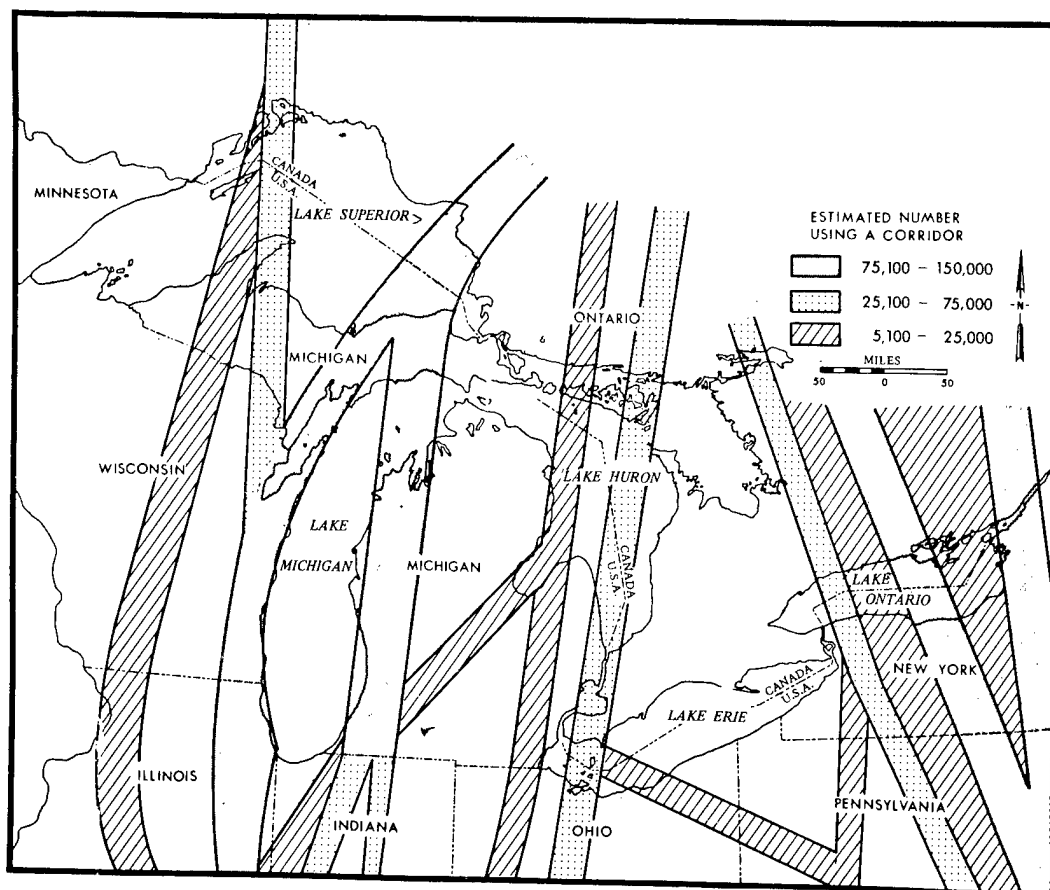 MINNESOTA
CANADA
U.S.A.
LAKE SUPERIOR
ESTIMATED NUMBER
USING A CORRIDOR
75,100 - 150,000
25,100 - 75,000
5,100 - 25,000
-N-
MILES
50 0 50
ONTARIO
MICHIGAN
WISCONSIN
LAKE HURON
LAKE
MICHIGAN
MICHIGAN
CANADA
U.S.A.
LAKE
ONTARIO
NEW YORK
CANADA
U.S.A.
LAKE ERIE
ILLINOIS
INDIANA
OHIO
PENNSYLVANIA